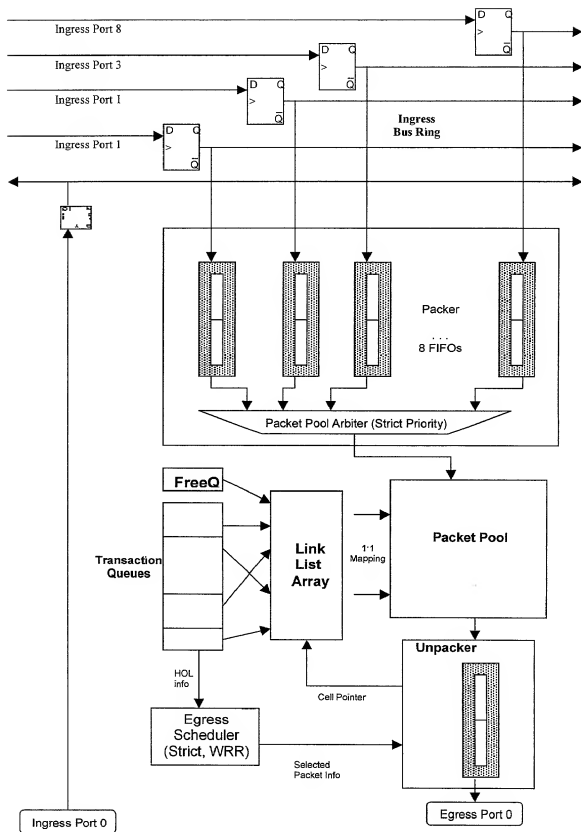 Ingress Port 8
D Q
>
Q
Ingress Port 3
D Q
>
Q
Ingress Port 1
D Q
>
Q
Ingress
Bus Ring
Ingress Port 1
D Q
>
Q
Packer
. . .
8 FIFOs
Packet Pool Arbiter (Strict Priority)
FreeQ
Transaction
Queues
Link
List
Array
1:1
Mapping
Packet Pool
Unpacker
HOL
info
Cell Pointer
Egress
Scheduler
(Strict, WRR)
Selected
Packet Info
Ingress Port 0
Egress Port 0